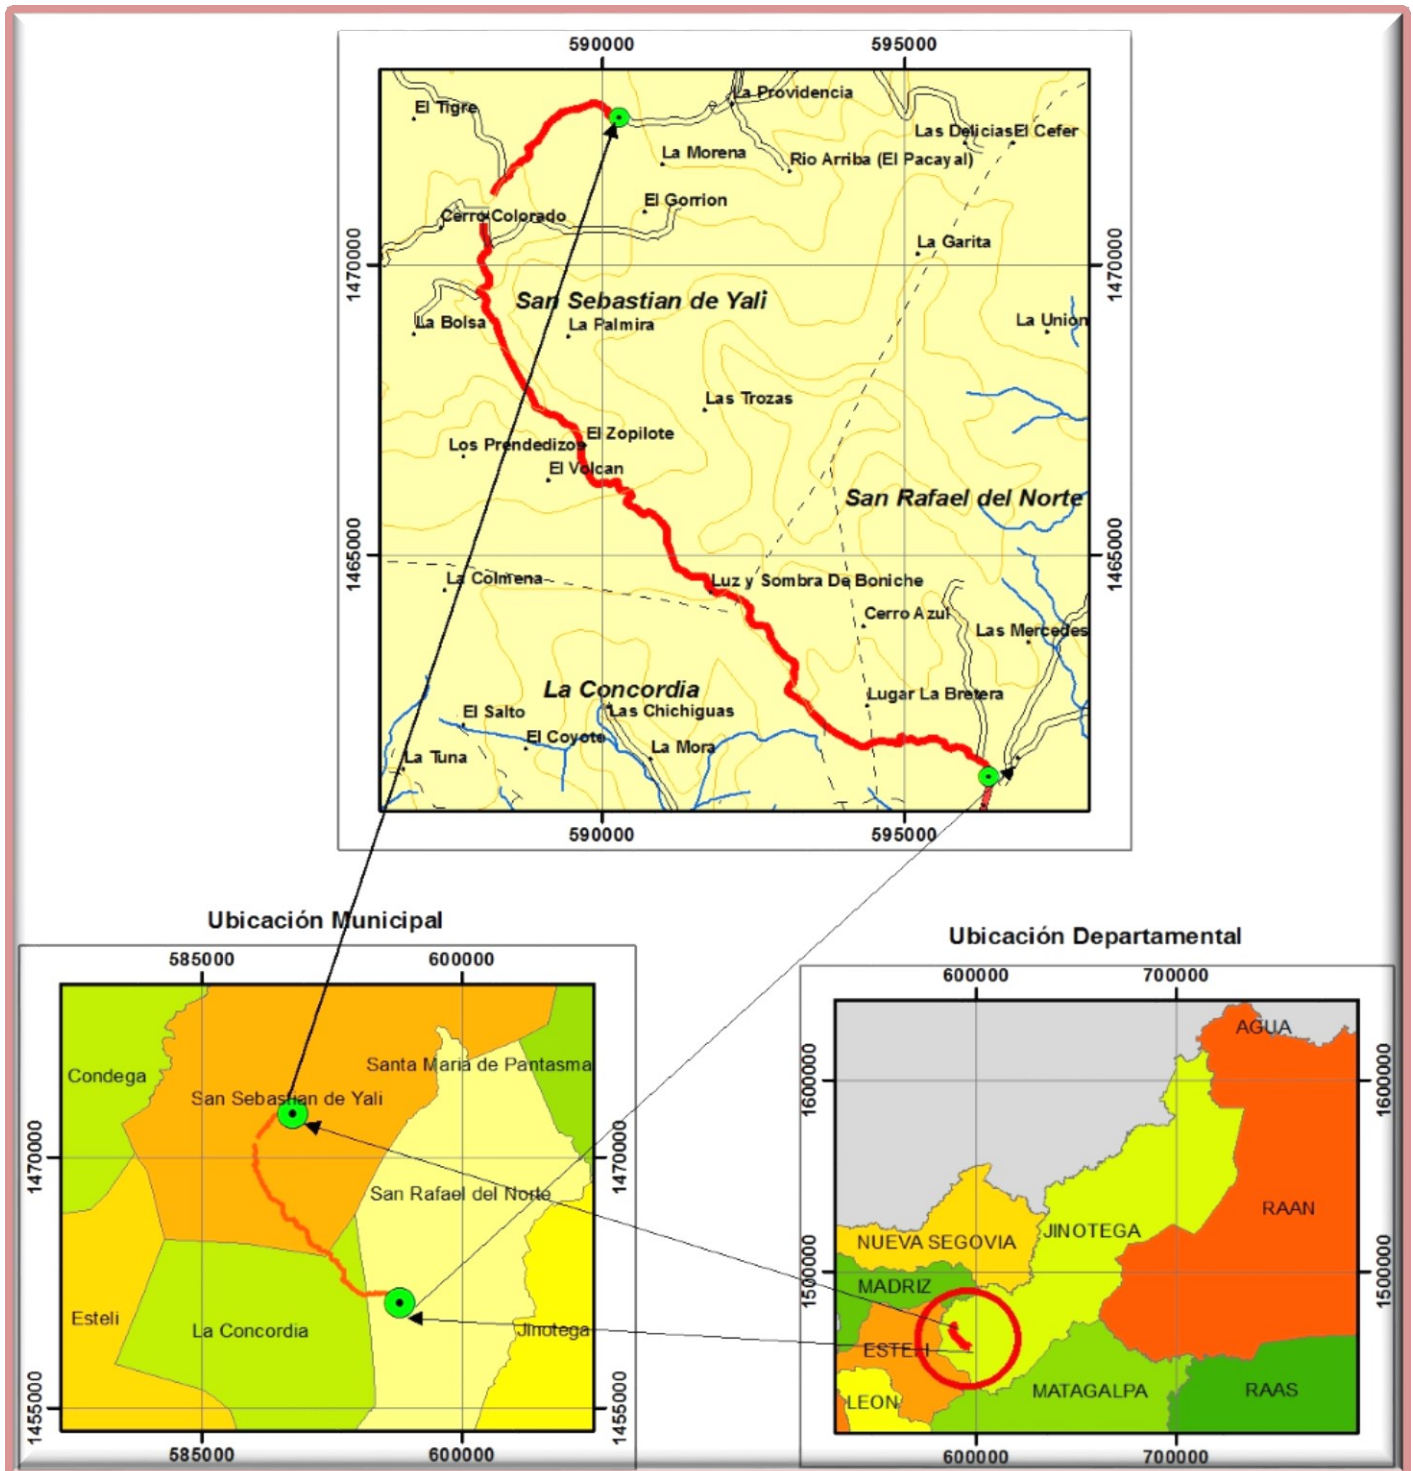 590000 595000
El Tigre
La Providencia
Las Delicias El Cefer
La Morena
Rio Arriba (El Pacayal)
El Gorrion
Cerro Colorado
La Garita
1470000 1470000
San Sebastian de Yali
La Bolsa
La Palmira
La Union
Las Trozas
El Zopilote
Los Prendedizos
El Volcan
San Rafael del Norte
1465000 1465000
La Colmena
Luz y Sombra De Boniche
Cerro Azul
Las Mercedes
La Concordia
Lugar La Bretera
El Salto
Las Chichiguas
El Coyote
La Mora
La Tuna
590000 595000
Ubicación Municipal
585000 600000
Condega
Santa Maria de Pantasma
San Sebastian de Yali
1470000 1470000
San Rafael del Norte
Esteli
La Concordia
Jinotega
1455000 1455000
585000 600000
Ubicación Departamental
600000 700000
AGUA
1600000 1600000
RAAN
JINOTEGA
NUEVA SEGOVIA
MADRIZ
1500000 1500000
ESTELI
LEON
MATAGALPA
RAAS
600000 700000